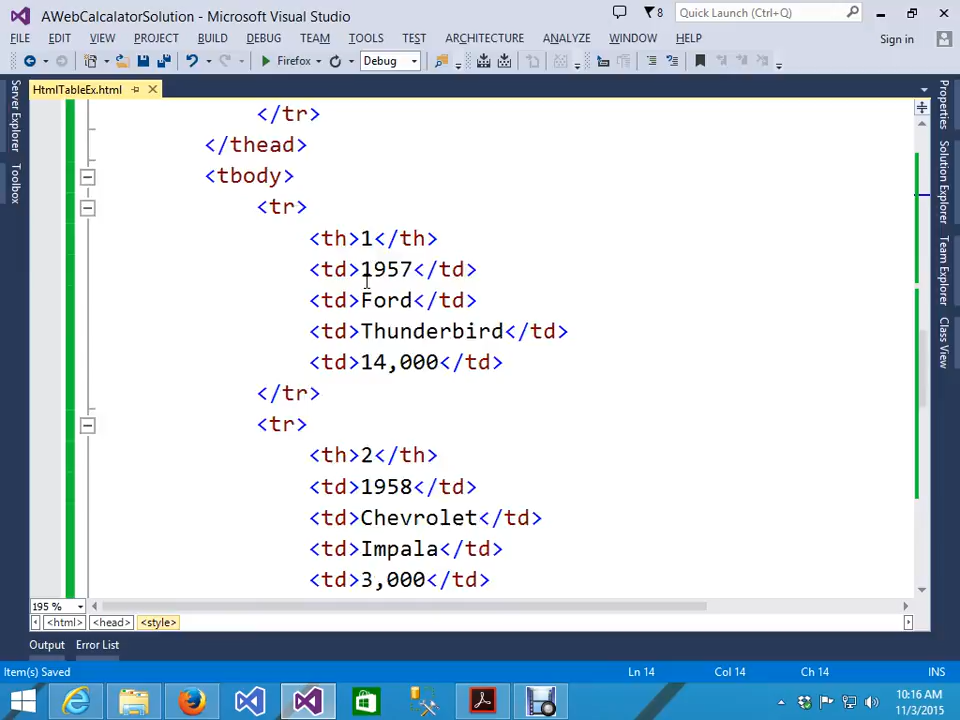 AWebCalcalatorSolution - Microsoft Visual Studio
8
Quick Launch (Ctrl+Q)
FILE EDIT VIEW PROJECT BUILD DEBUG TEAM TOOLS TEST ARCHITECTURE ANALYZE WINDOW HELP Sign in
Firefox Debug
HtmlTableEx.html
Server Explorer
Toolbox
</tr>
</thead>
<tbody>
<tr>
<th>1</th>
<td>1957</td>
<td>Ford</td>
<td>Thunderbird</td>
<td>14,000</td>
</tr>
<tr>
<th>2</th>
<td>1958</td>
<td>Chevrolet</td>
<td>Impala</td>
<td>3,000</td>
Properties
Solution Explorer
Team Explorer
Class View
195 %
<html> <head> <style>
Output Error List
Item(s) Saved Ln 14 Col 14 Ch 14 INS
10:16 AM
11/3/2015